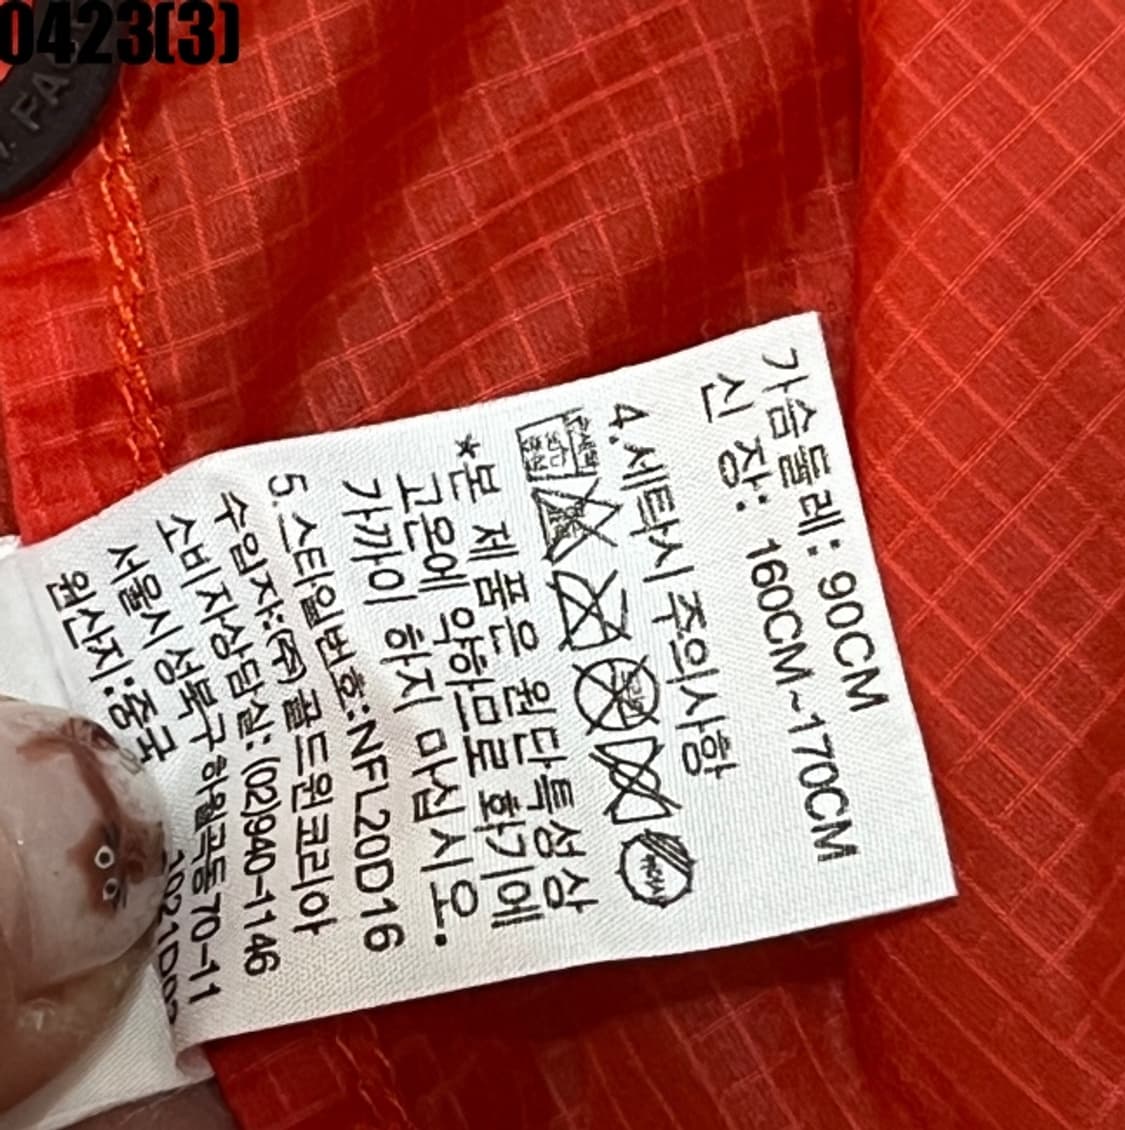 0423(3)
. FA
가슴둘레: 90CM
신 장: 160CM~170CM
4.세탁시 주의사항
*본 제품은 원단특성상
고온에 약하므로 화기에
가까이 하지 마십시오.
5.스타일번호:NFL20D16
수입자:(주) 골드윈코리아
소비자상담실: (02)940-1146
서울시 성북구 하월곡동 70-11
원산지:중국